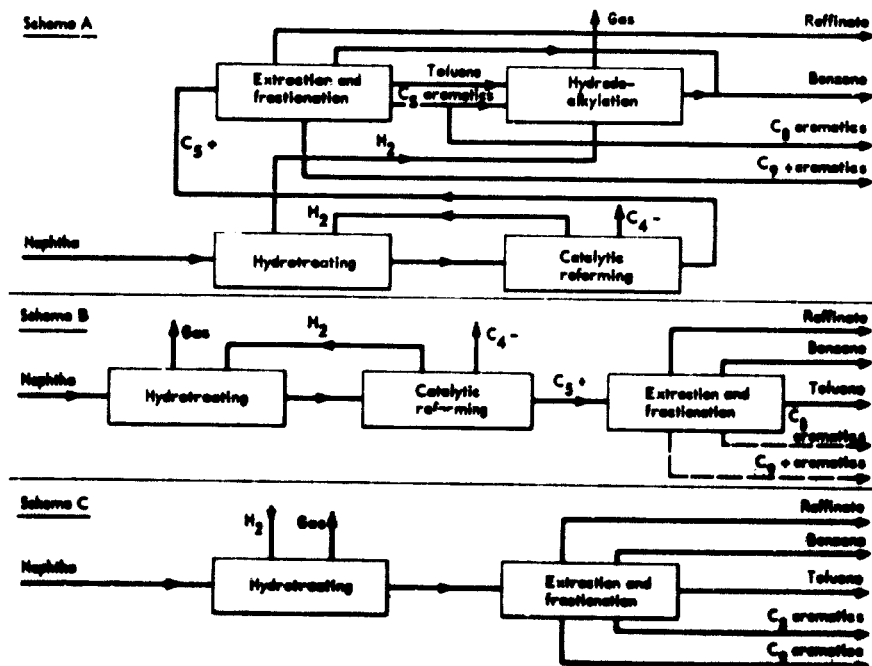 Scheme A
Gas
Raffinate
Extraction and
fractionation
Toluene
C8 aromatics
Hydrode-
alkylation
Benzene
C8 aromatics
C5 +
H2
C9 + aromatics
H2
C4 -
Naphtha
Hydrotreating
Catalytic
reforming
Scheme B
Gas
H2
C4 -
Raffinate
Benzene
Naphtha
Hydrotreating
Catalytic
reforming
C5 +
Extraction and
fractionation
Toluene
C8
aromatics
C9 + aromatics
Scheme C
H2
Gas
Raffinate
Benzene
Naphtha
Hydrotreating
Extraction and
fractionation
Toluene
C8 aromatics
C9 aromatics